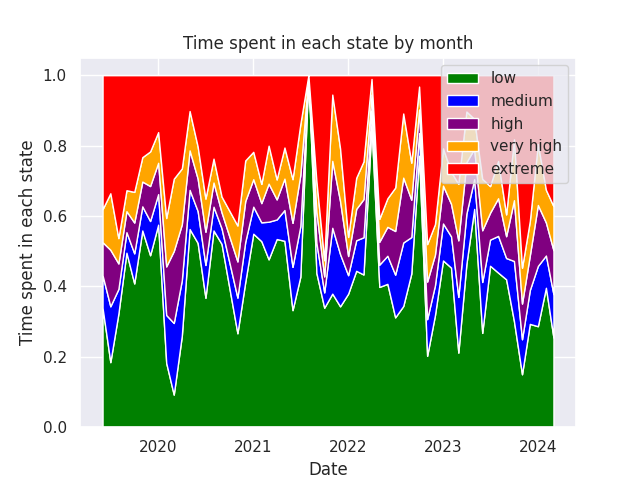 Time spent in each state by month
Time spent in each state
1.0
0.8
0.6
0.4
0.2
0.0
low
medium
high
very high
extreme
2020
2021
2022
2023
2024
Date